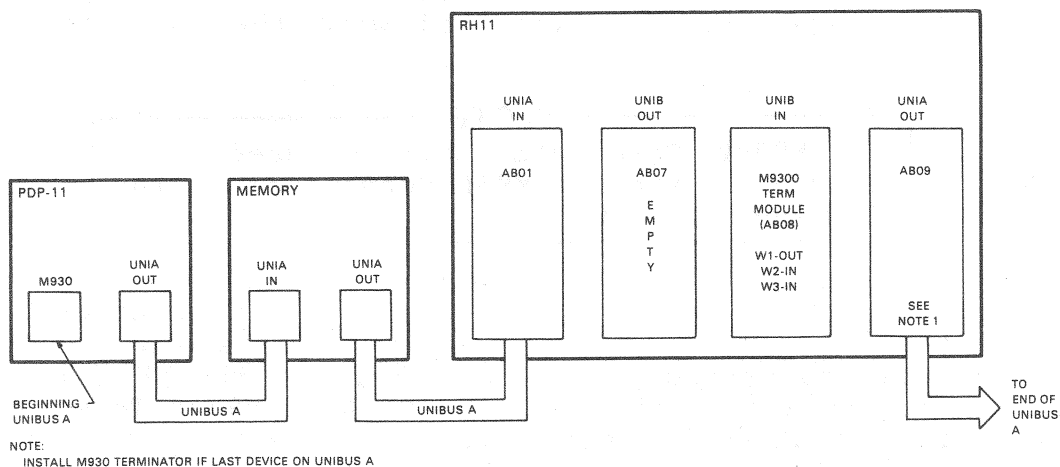 RH11
UNIA
IN
UNIB
OUT
UNIB
IN
UNIA
OUT
AB01
AB07
E
M
P
T
Y
M9300
TERM
MODULE
(AB08)
W1-OUT
W2-IN
W3-IN
AB09
SEE
NOTE 1
PDP-11
M930
UNIA
OUT
MEMORY
UNIA
IN
UNIA
OUT
BEGINNING
UNIBUS A
UNIBUS A
UNIBUS A
TO
END OF
UNIBUS
A
NOTE:
INSTALL M930 TERMINATOR IF LAST DEVICE ON UNIBUS A